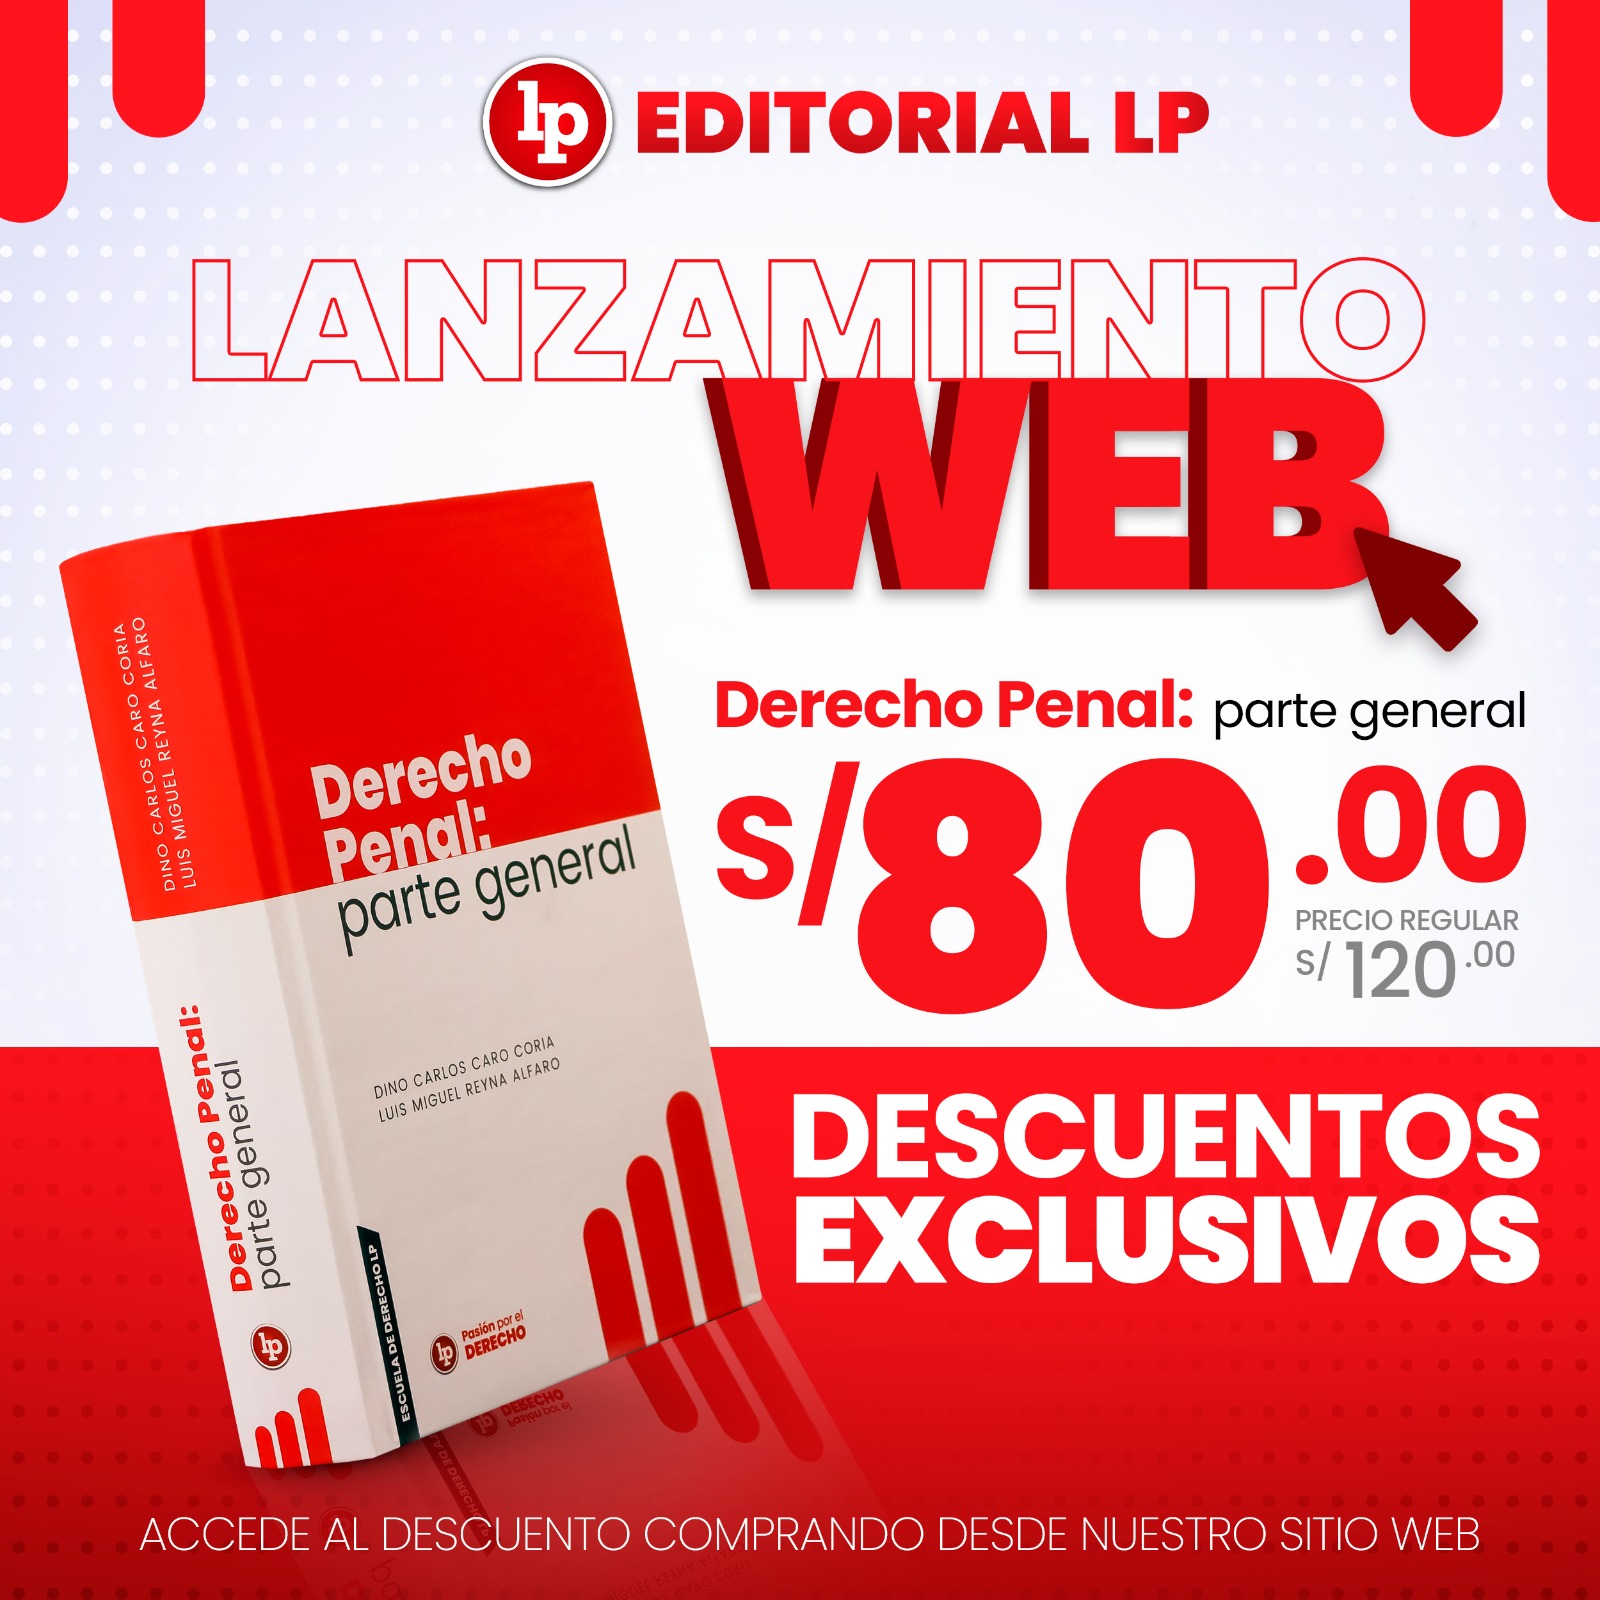 lp EDITORIAL LP
LANZAMIENTO
WEB
Derecho Penal: parte general
S/80.00
PRECIO REGULAR
S/ 120.00
DINO CARLOS CARO CORIA
LUIS MIGUEL REYNA ALFARO
Derecho Penal:
parte general
lp
Derecho
Penal:
parte general
DINO CARLOS CARO CORIA
LUIS MIGUEL REYNA ALFARO
ESCUELA DE DERECHO LP
lp Pasión por el
DERECHO
DESCUENTOS
EXCLUSIVOS
ACCEDE AL DESCUENTO COMPRANDO DESDE NUESTRO SITIO WEB